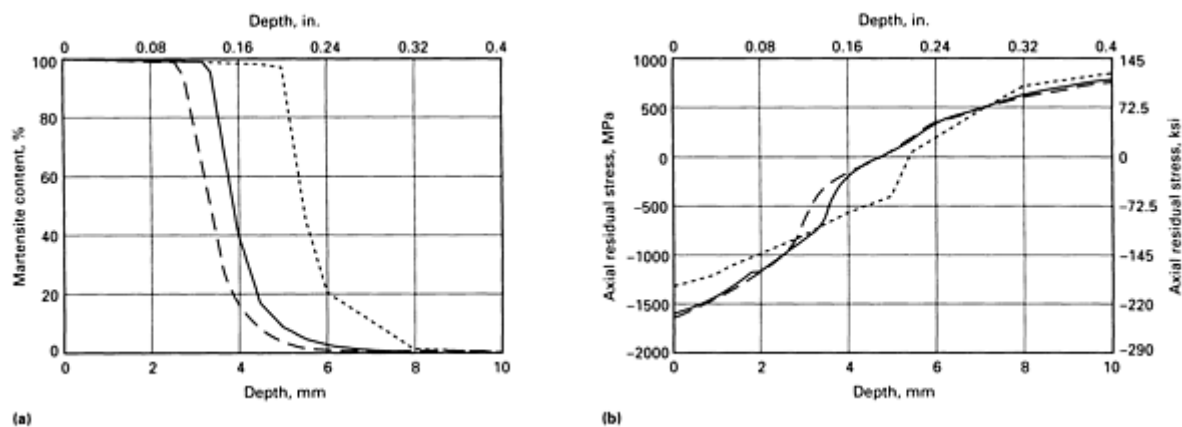 Depth, in.
0 0.08 0.16 0.24 0.32 0.4
100
80
60
40
20
0
Martensite content, %
0 2 4 6 8 10
Depth, mm
(a)
Depth, in.
0 0.08 0.16 0.24 0.32 0.4
1000 145
500 72.5
0 0
−500 −72.5
−1000 −145
−1500 −220
−2000 −290
Axial residual stress, MPa
Axial residual stress, ksi
0 2 4 6 8 10
Depth, mm
(b)